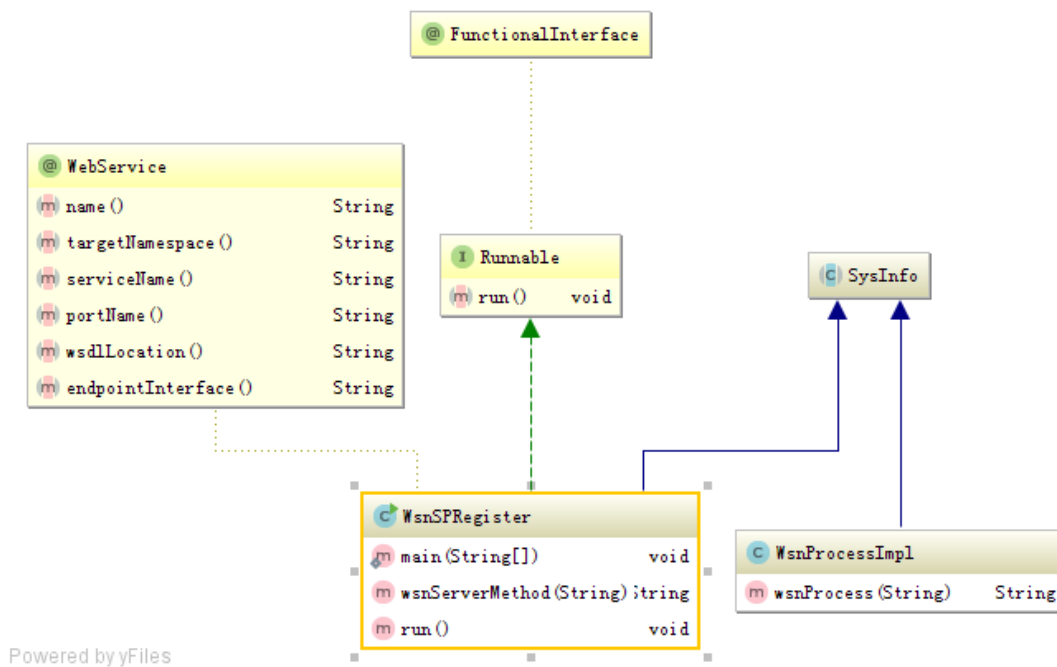 @ FunctionalInterface
@ WebService
m name() String
m targetNamespace() String
m serviceName() String
m portName() String
m wsdlLocation() String
m endpointInterface() String
I Runnable
m run() void
C SysInfo
C WsnSPRegister
m main(String[]) void
m wsnServerMethod(String) String
m run() void
C WsnProcessImpl
m wsnProcess(String) String
Powered by yFiles